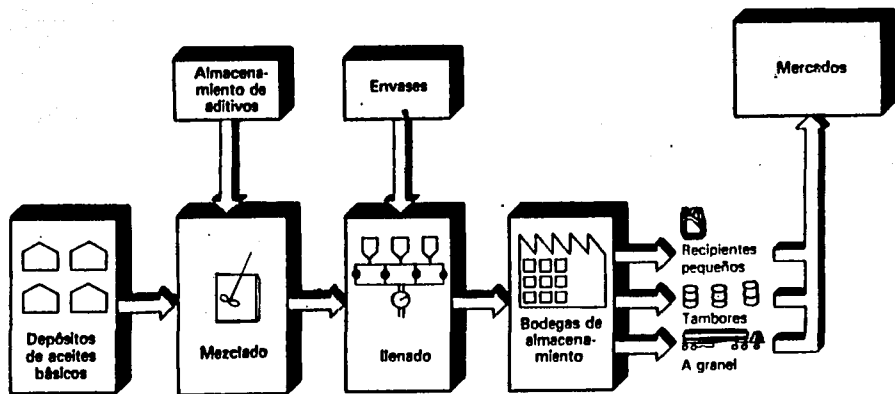 Almacena-
miento de
aditivos
Envases
Mercados
Depósitos
de aceites
básicos
Mezclado
llenado
Bodegas de
almacena-
miento
Recipientes
pequeños
Tambores
A granel